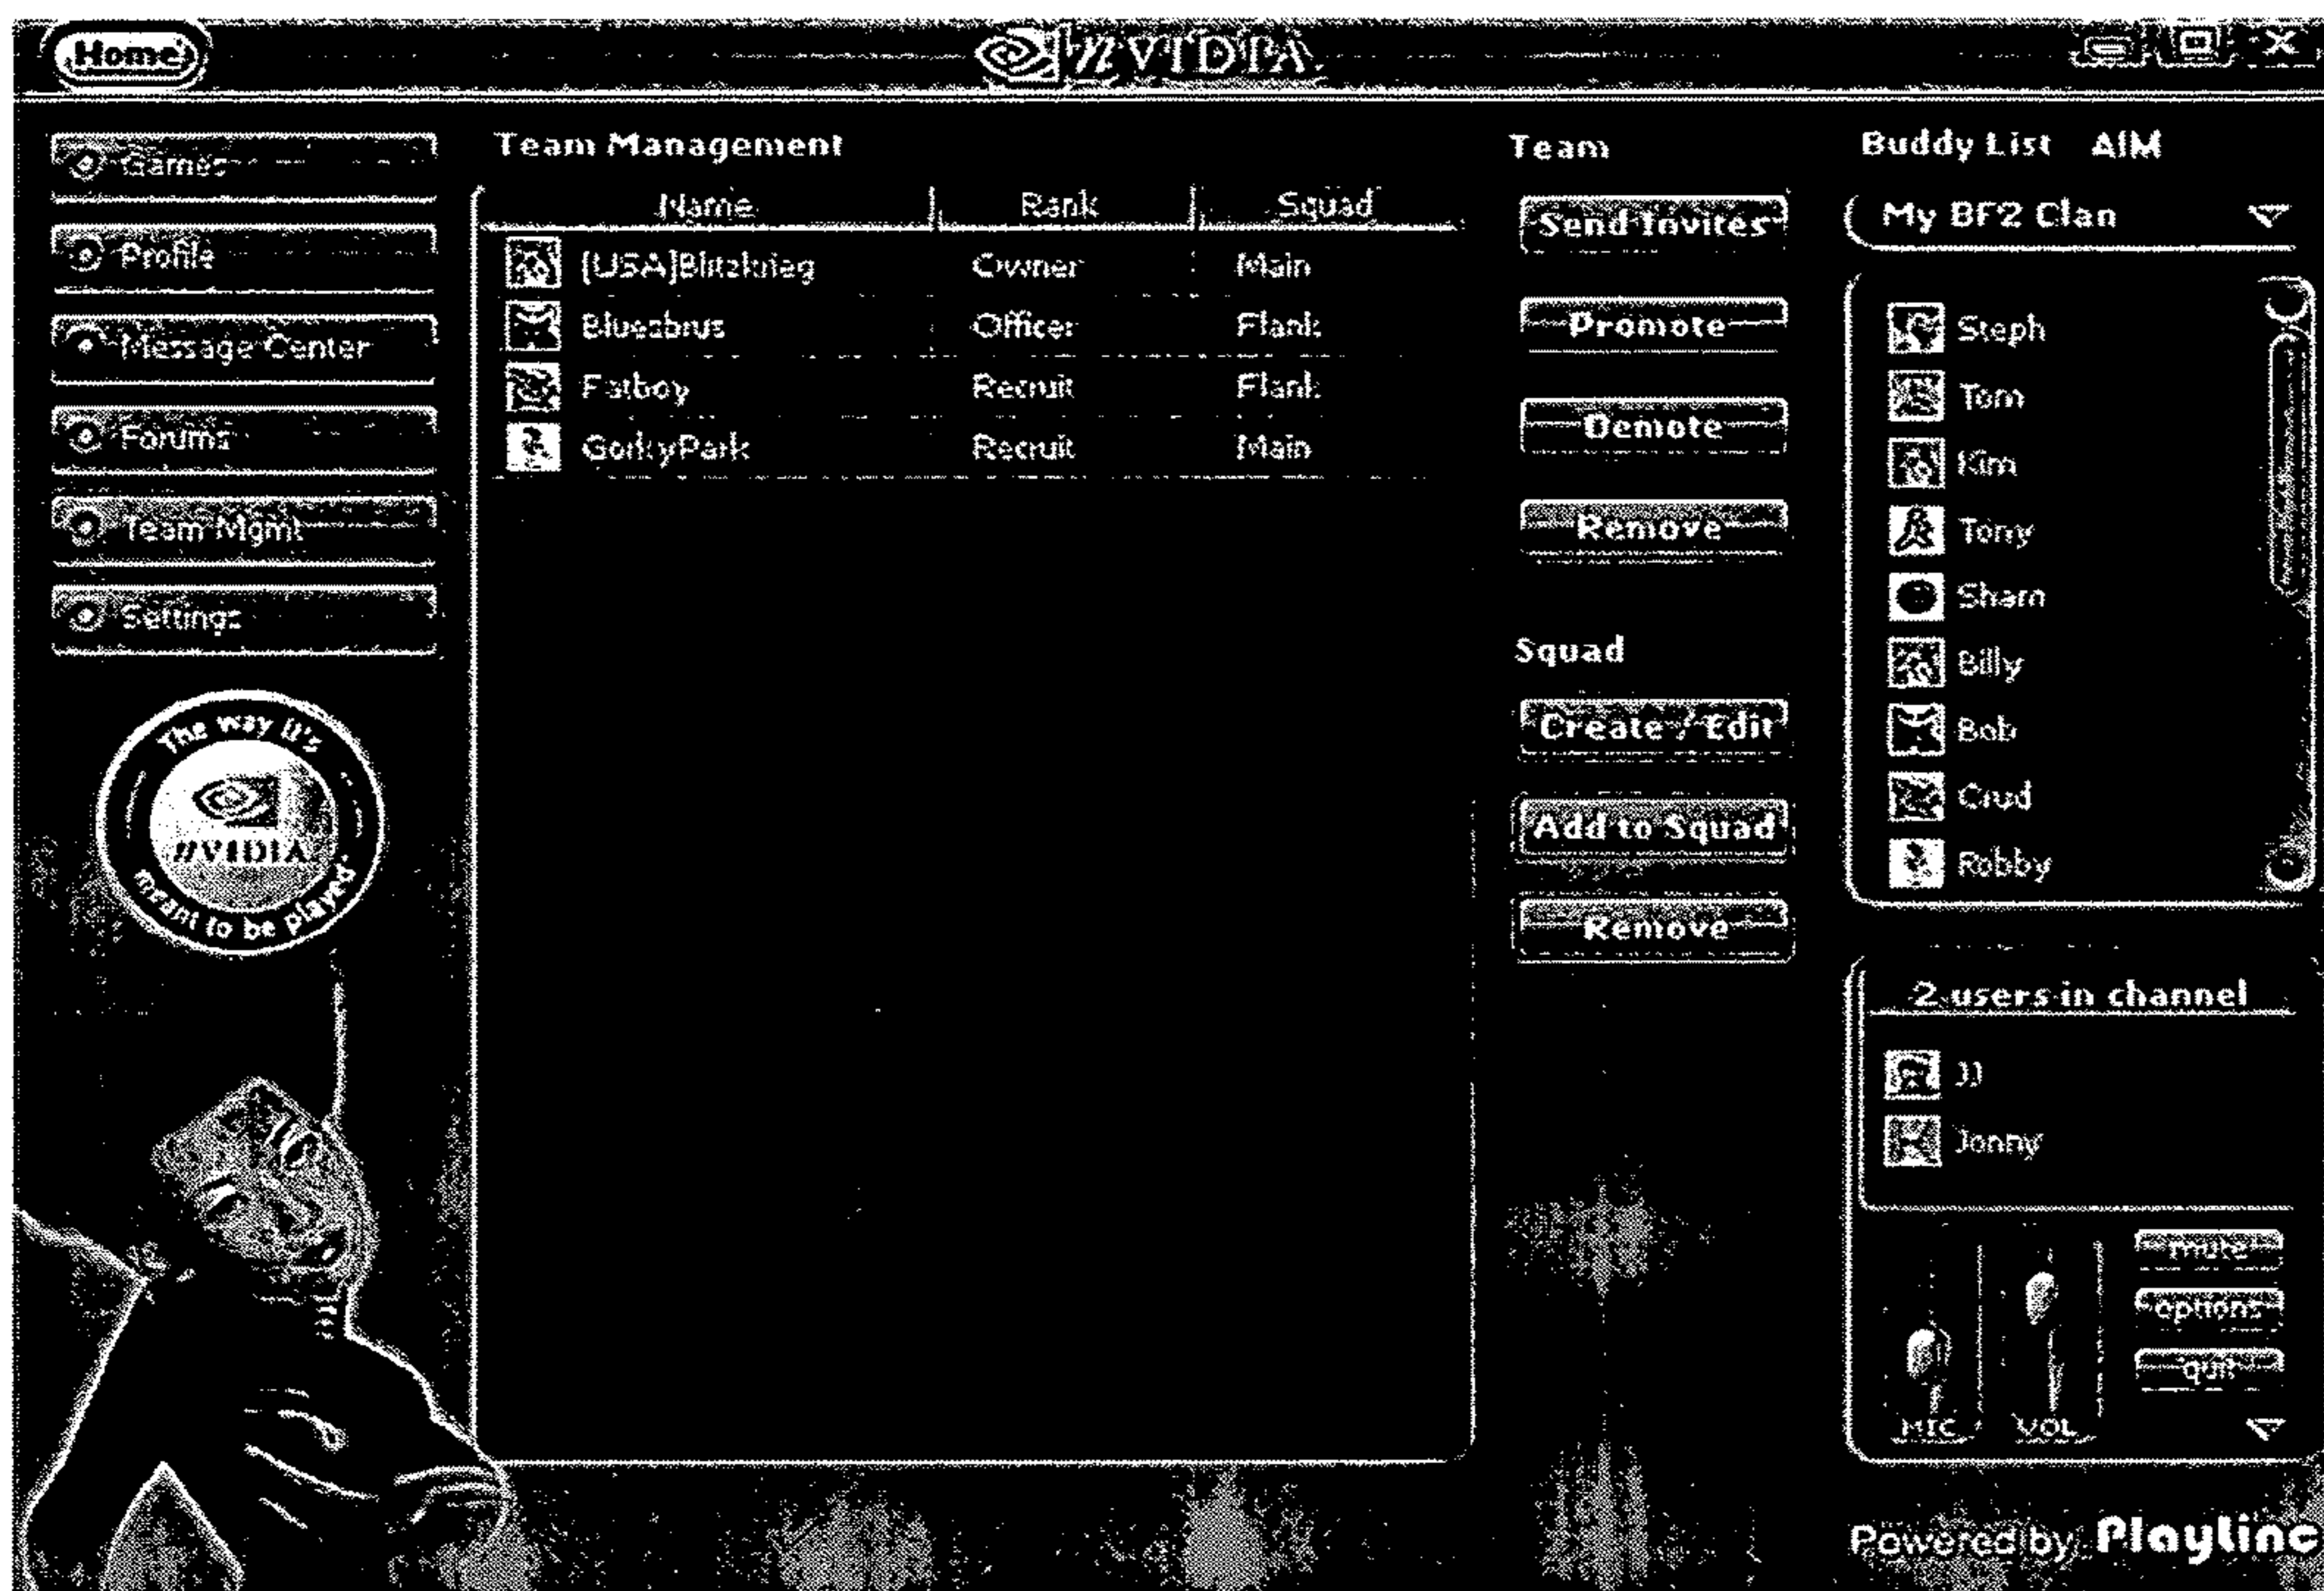 Home
nVIDIA
Games
Profile
Message Center
Forums
Team Mgmt
Settings
The way it's
nVIDIA
meant to be played
Team Management
Name Rank Squad
[USA]Blitzkrieg Owner Main
Officer Flank
Fatboy Recruit Flank
GorkyPark Recruit Main
Team
Send Invites
Promote
Demote
Remove
Squad
Create / Edit
Add to Squad
Remove
Buddy List AIM
My BF2 Clan
Steph
Tom
Kim
Tony
Sham
Billy
Bob
Crud
Robby
2 users in channel
JJ
Jonny
mute
options
quit
MIC VOL
Powered by Playlinc